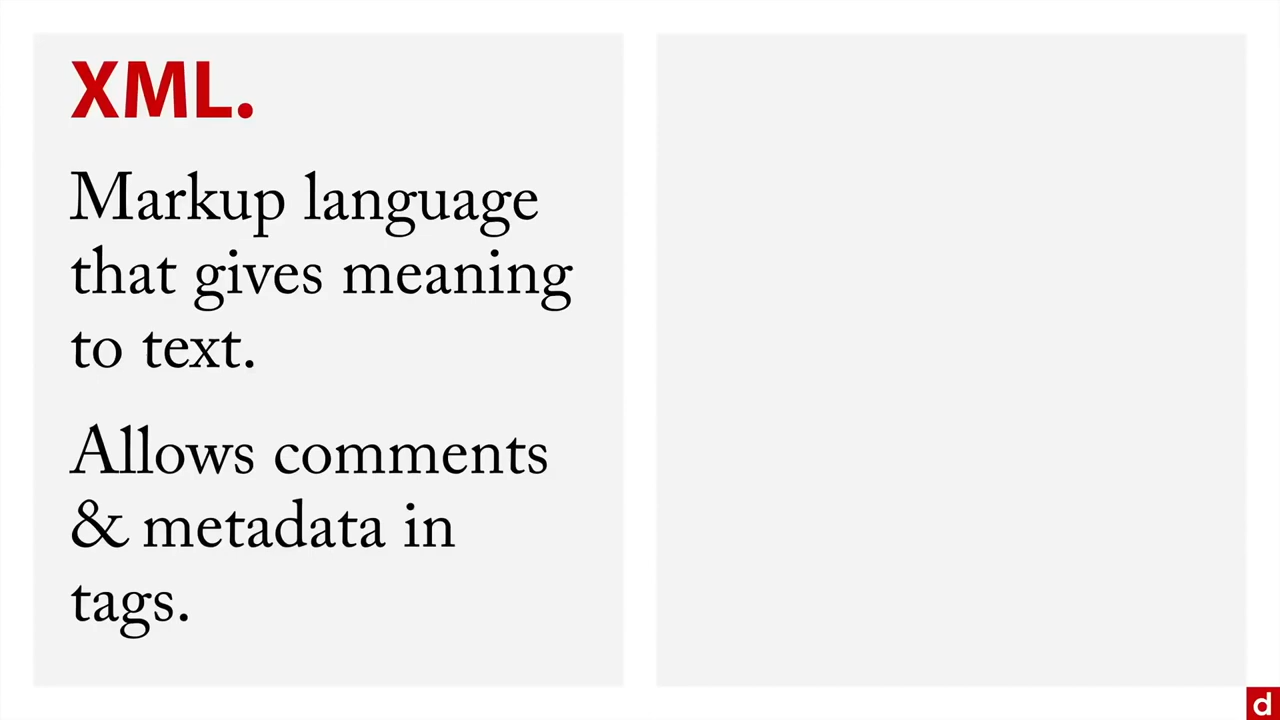 XML.
Markup language
that gives meaning
to text.
Allows comments
& metadata in
tags.
d